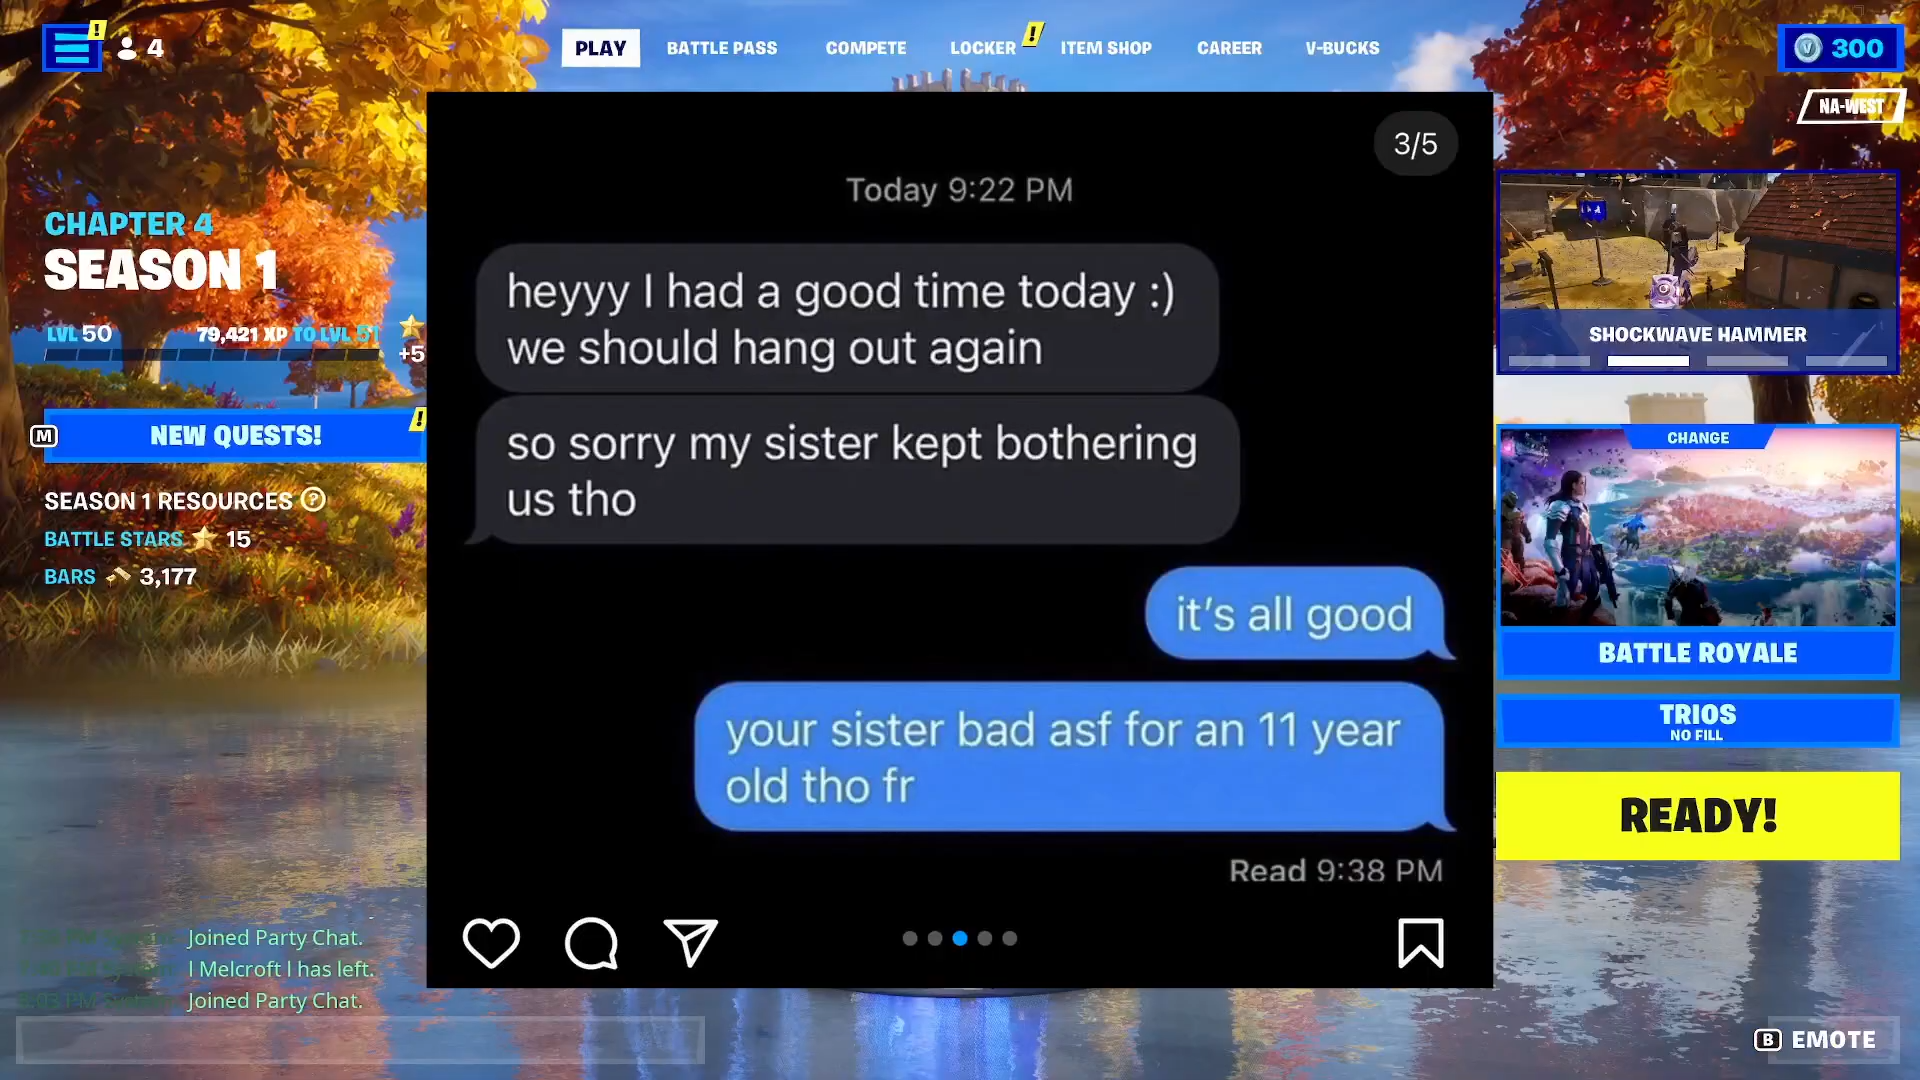 4
PLAY
BATTLE PASS
COMPETE
LOCKER
!
ITEM SHOP
CAREER
V-BUCKS
300
NA-WEST
CHAPTER 4
SEASON 1
LVL 50
79,421 XP TO LVL 51
+5
M
NEW QUESTS!
SEASON 1 RESOURCES ?
BATTLE STARS 15
BARS 3,177
3/5
Today 9:22 PM
heyyy I had a good time today :)
we should hang out again
so sorry my sister kept bothering
us tho
it's all good
your sister bad asf for an 11 year
old tho fr
Read 9:38 PM
SHOCKWAVE HAMMER
CHANGE
BATTLE ROYALE
TRIOS
NO FILL
READY!
Joined Party Chat.
l Melcroft l has left.
Joined Party Chat.
B EMOTE